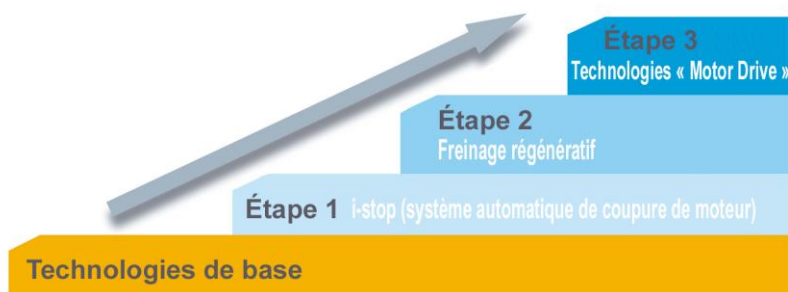 Étape 3
Technologies « Motor Drive »
Étape 2
Freinage régénératif
Étape 1 i-stop (système automatique de coupure de moteur)
Technologies de base